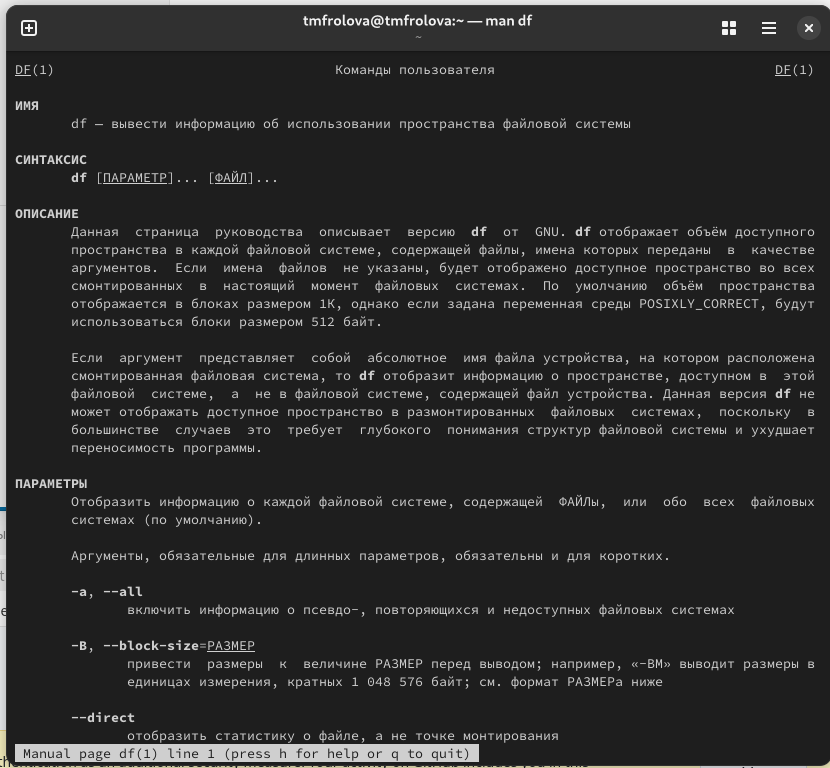 tmfrolova@tmfrolova:~ — man df
~
DF(1) Команды пользователя DF(1)
ИМЯ
df — вывести информацию об использовании пространства файловой системы
СИНТАКСИС
df [ПАРАМЕТР]... [ФАЙЛ]...
ОПИСАНИЕ
Данная страница руководства описывает версию df от GNU. df отображает объём доступного
пространства в каждой файловой системе, содержащей файлы, имена которых переданы в качестве
аргументов. Если имена файлов не указаны, будет отображено доступное пространство во всех
смонтированных в настоящий момент файловых системах. По умолчанию объём пространства
отображается в блоках размером 1K, однако если задана переменная среды POSIXLY_CORRECT, будут
использоваться блоки размером 512 байт.
Если аргумент представляет собой абсолютное имя файла устройства, на котором расположена
смонтированная файловая система, то df отобразит информацию о пространстве, доступном в этой
файловой системе, а не в файловой системе, содержащей файл устройства. Данная версия df не
может отображать доступное пространство в размонтированных файловых системах, поскольку в
большинстве случаев это требует глубокого понимания структур файловой системы и ухудшает
переносимость программы.
ПАРАМЕТРЫ
Отобразить информацию о каждой файловой системе, содержащей ФАЙЛы, или обо всех файловых
системах (по умолчанию).
Аргументы, обязательные для длинных параметров, обязательны и для коротких.
-a, --all
включить информацию о псевдо-, повторяющихся и недоступных файловых системах
-B, --block-size=РАЗМЕР
привести размеры к величине РАЗМЕР перед выводом; например, «-BM» выводит размеры в
единицах измерения, кратных 1 048 576 байт; см. формат РАЗМЕРа ниже
--direct
отобразить статистику о файле, а не точке монтирования
Manual page df(1) line 1 (press h for help or q to quit)